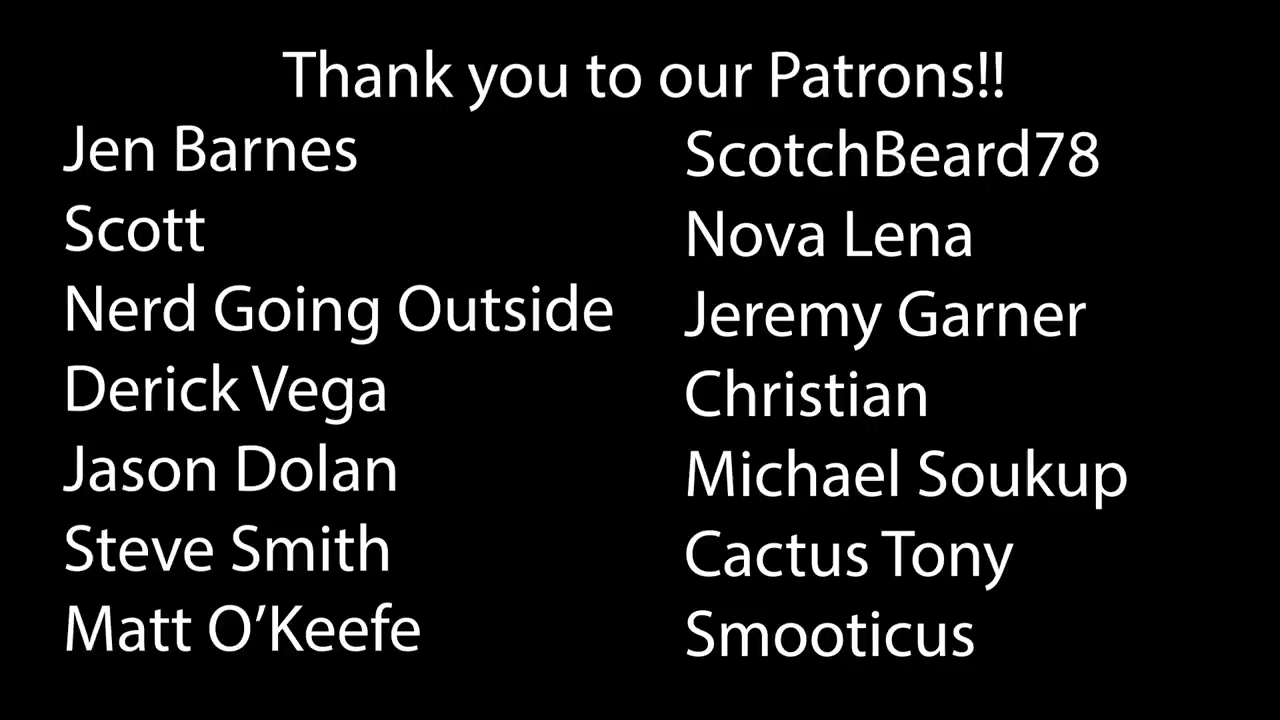 Thank you to our Patrons!!
Jen Barnes
Scott
Nerd Going Outside
Derick Vega
Jason Dolan
Steve Smith
Matt O’Keefe
ScotchBeard78
Nova Lena
Jeremy Garner
Christian
Michael Soukup
Cactus Tony
Smooticus